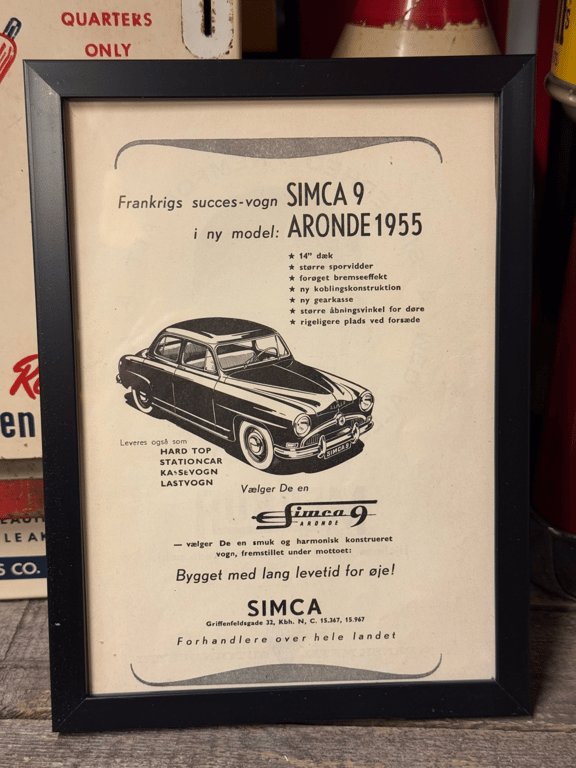 QUARTERS
ONLY
Frankrigs succes-vogn SIMCA 9
i ny model: ARONDE 1955
★ 14" dæk
★ større sporvidder
★ forøget bremseeffekt
★ ny koblingskonstruktion
★ ny gearkasse
★ større åbningsvinkel for døre
★ rigeligere plads ved forsæde
SIMCA 9
Leveres også som
HARD TOP
STATIONCAR
KASSEVOGN
LASTVOGN
Vælger De en
Simca 9
ARONDE
— vælger De en smuk og harmonisk konstrueret
vogn, fremstillet under mottoet:
Bygget med lang levetid for øje!
SIMCA
Griffenfeldsgade 32, Kbh. N, C. 15.367, 15.967
Forhandlere over hele landet
en
S CO.